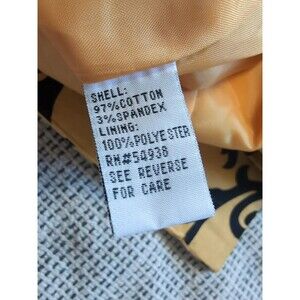 SHELL:
97%COTTON
3%SPANDEX
LINING:
100%POLYESTER
RN#54938
SEE REVERSE
FOR CARE